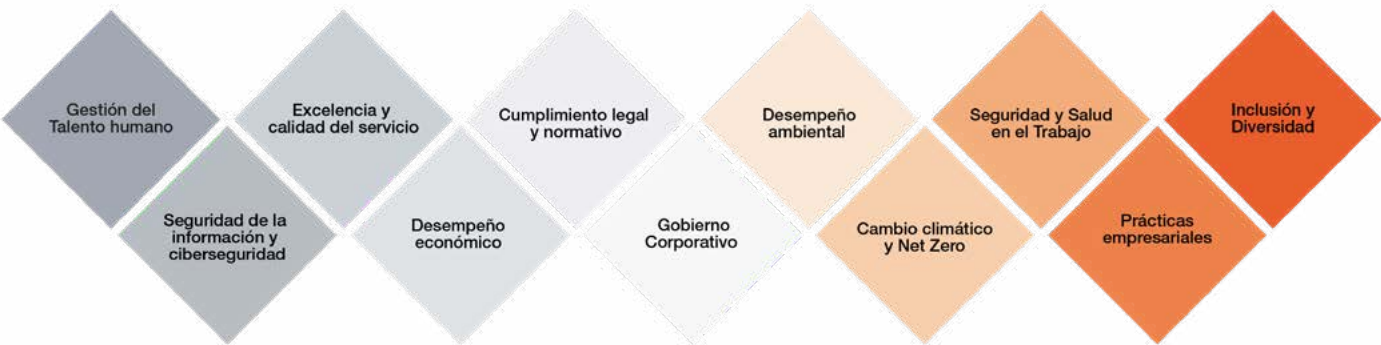 Gestión del
Talento humano
Seguridad de la
información y
ciberseguridad
Excelencia y
calidad del servicio
Desempeño
económico
Cumplimiento legal
y normativo
Gobierno
Corporativo
Desempeño
ambiental
Cambio climático
y Net Zero
Seguridad y Salud
en el Trabajo
Prácticas
empresariales
Inclusión y
Diversidad